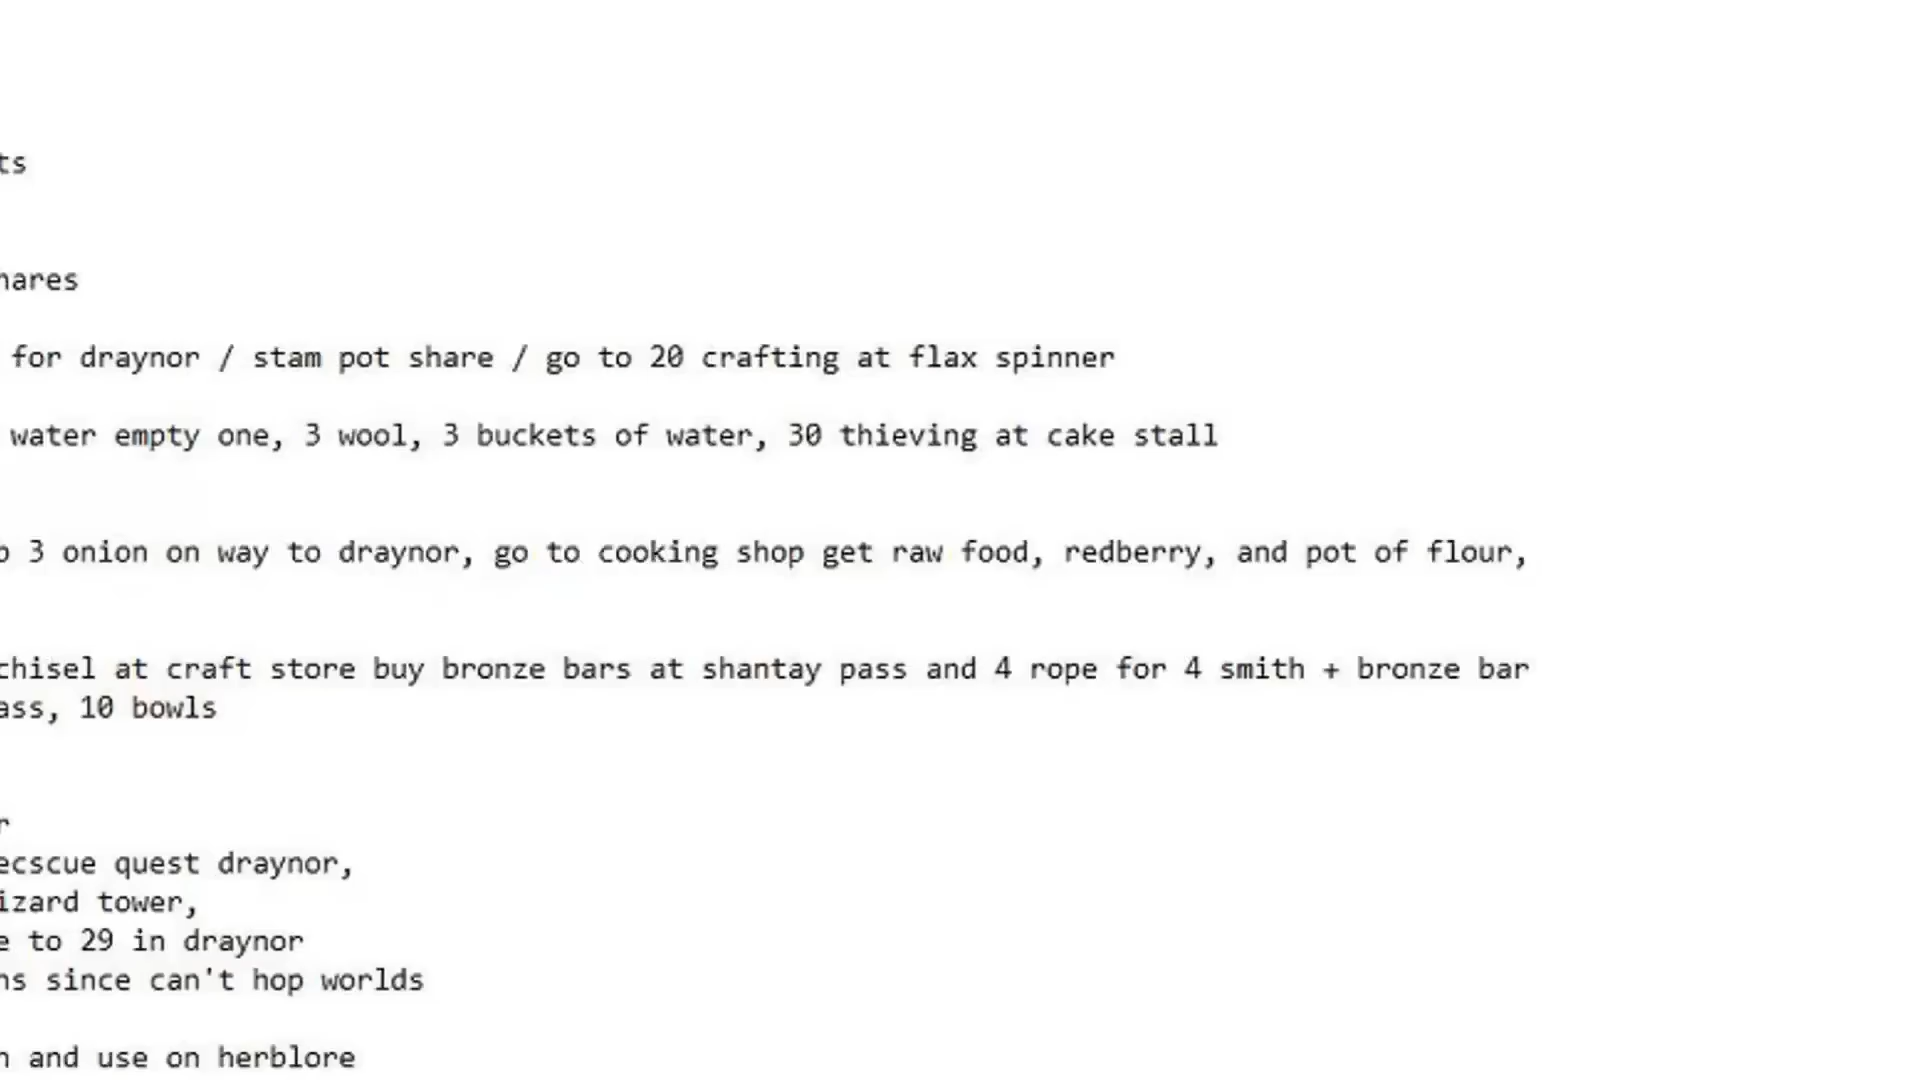 ts
hares
for draynor / stam pot share / go to 20 crafting at flax spinner
water empty one, 3 wool, 3 buckets of water, 30 thieving at cake stall
3 onion on way to draynor, go to cooking shop get raw food, redberry, and pot of flour,
chisel at craft store buy bronze bars at shantay pass and 4 rope for 4 smith + bronze bar
ass, 10 bowls
r
ecscue quest draynor,
izard tower,
e to 29 in draynor
ns since can't hop worlds
n and use on herblore